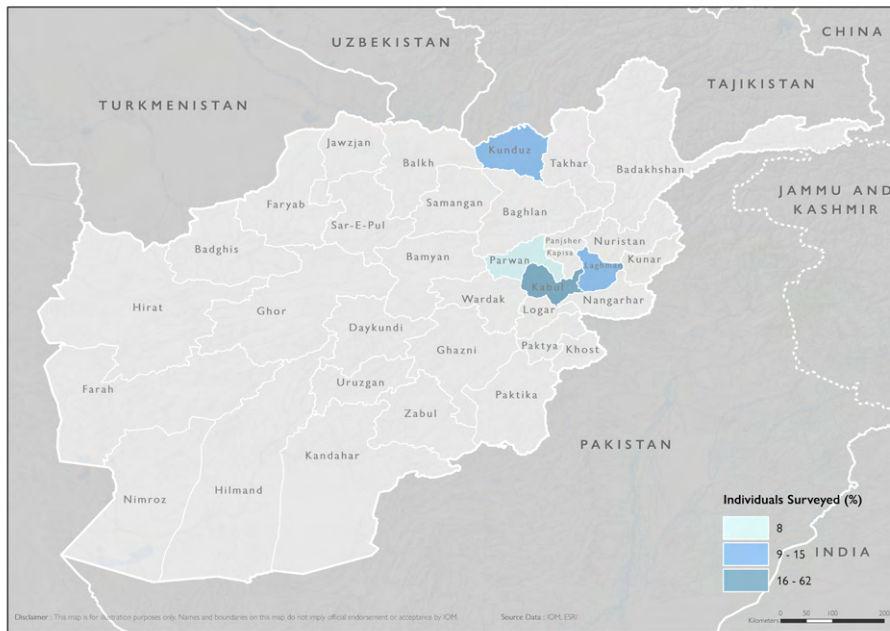 CHINA
UZBEKISTAN
TAJIKISTAN
TURKMENISTAN
Jawzjan
Kunduz
Balkh
Takhar
Badakhshan
JAMMU AND
KASHMIR
Faryab
Samangan
Baghlan
Sar-E-Pul
Badghis
Panjsher
Nuristan
Kapisa
Bamyan
Parwan
Laghman
Kunar
Kabul
Wardak
Nangarhar
Hirat
Ghor
Logar
Daykundi
Paktya
Khost
Ghazni
Farah
Uruzgan
Paktika
Zabul
Kandahar
PAKISTAN
Hilmand
Nimroz
Individuals Surveyed (%)
8
9 - 15
INDIA
16 - 62
Disclaimer : This map is for illustration purposes only. Names and boundaries on this map do not imply official endorsement or acceptance by IOM.
Source Data : IOM, ESRI
0 50 100 200
Kilometers